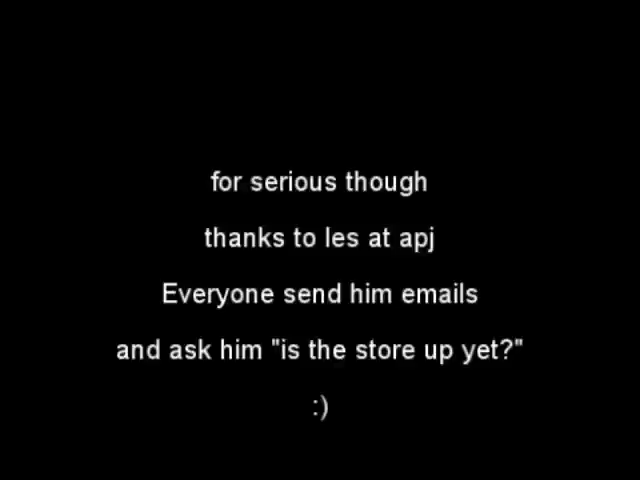 for serious though
thanks to les at apj
Everyone send him emails
and ask him "is the store up yet?"
:)